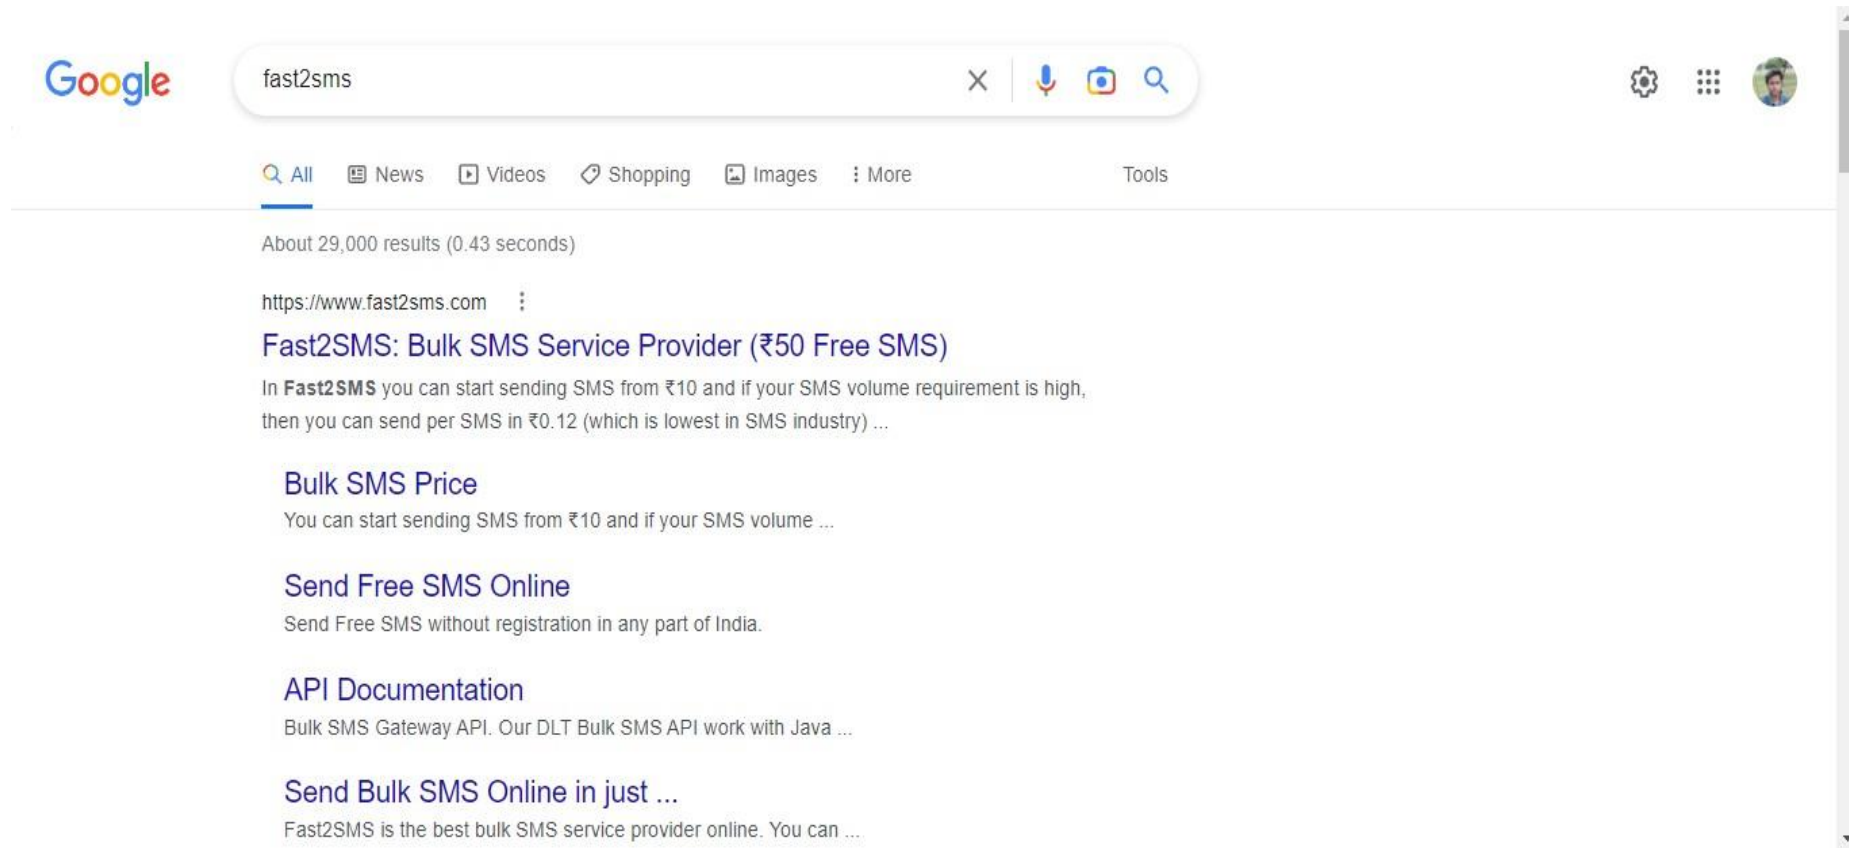 Google
fast2sms
All News Videos Shopping Images More Tools
About 29,000 results (0.43 seconds)
https://www.fast2sms.com
Fast2SMS: Bulk SMS Service Provider (₹50 Free SMS)
In Fast2SMS you can start sending SMS from ₹10 and if your SMS volume requirement is high,
then you can send per SMS in ₹0.12 (which is lowest in SMS industry) ...
Bulk SMS Price
You can start sending SMS from ₹10 and if your SMS volume ...
Send Free SMS Online
Send Free SMS without registration in any part of India.
API Documentation
Bulk SMS Gateway API. Our DLT Bulk SMS API work with Java ...
Send Bulk SMS Online in just ...
Fast2SMS is the best bulk SMS service provider online. You can ...